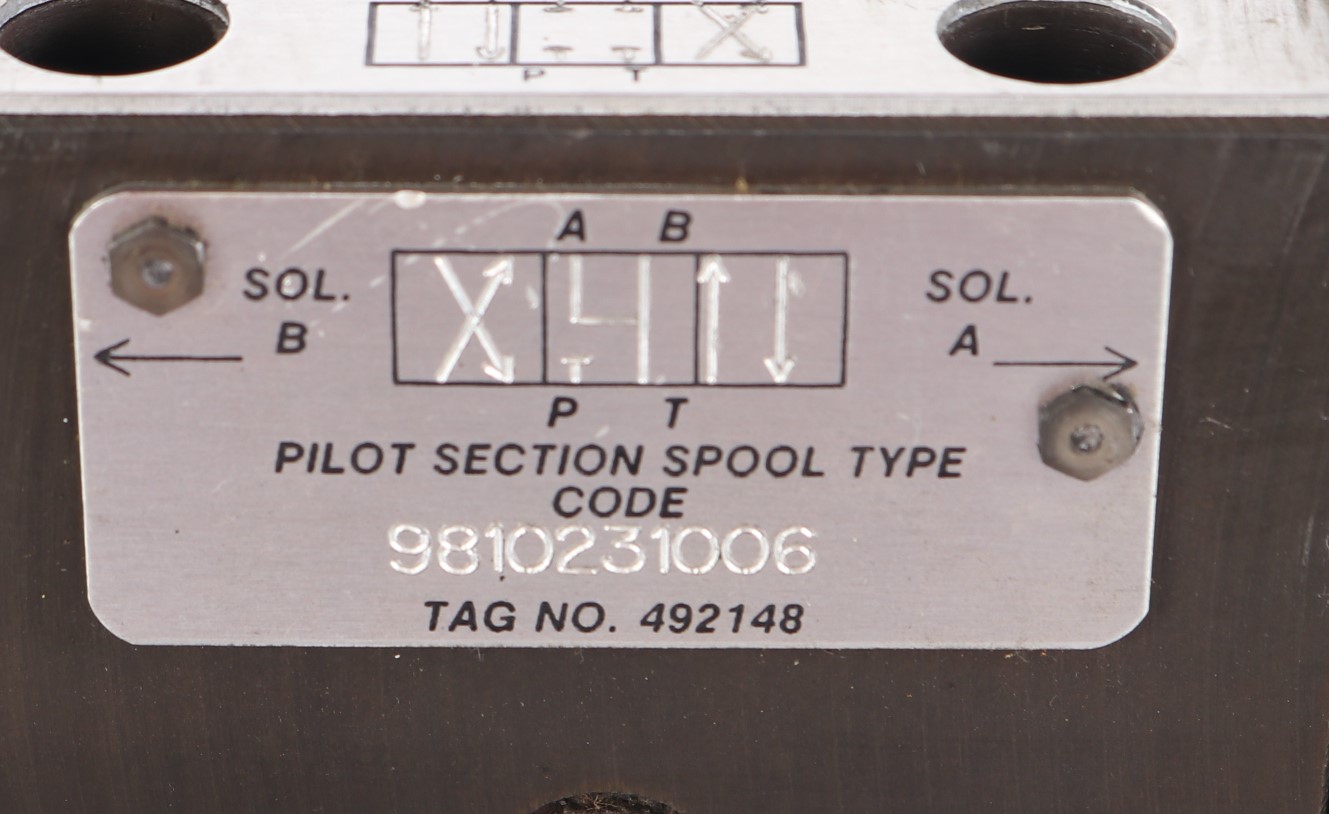 P T
A B
SOL. SOL.
B A
P T
PILOT SECTION SPOOL TYPE
CODE
9810231006
TAG NO. 492148